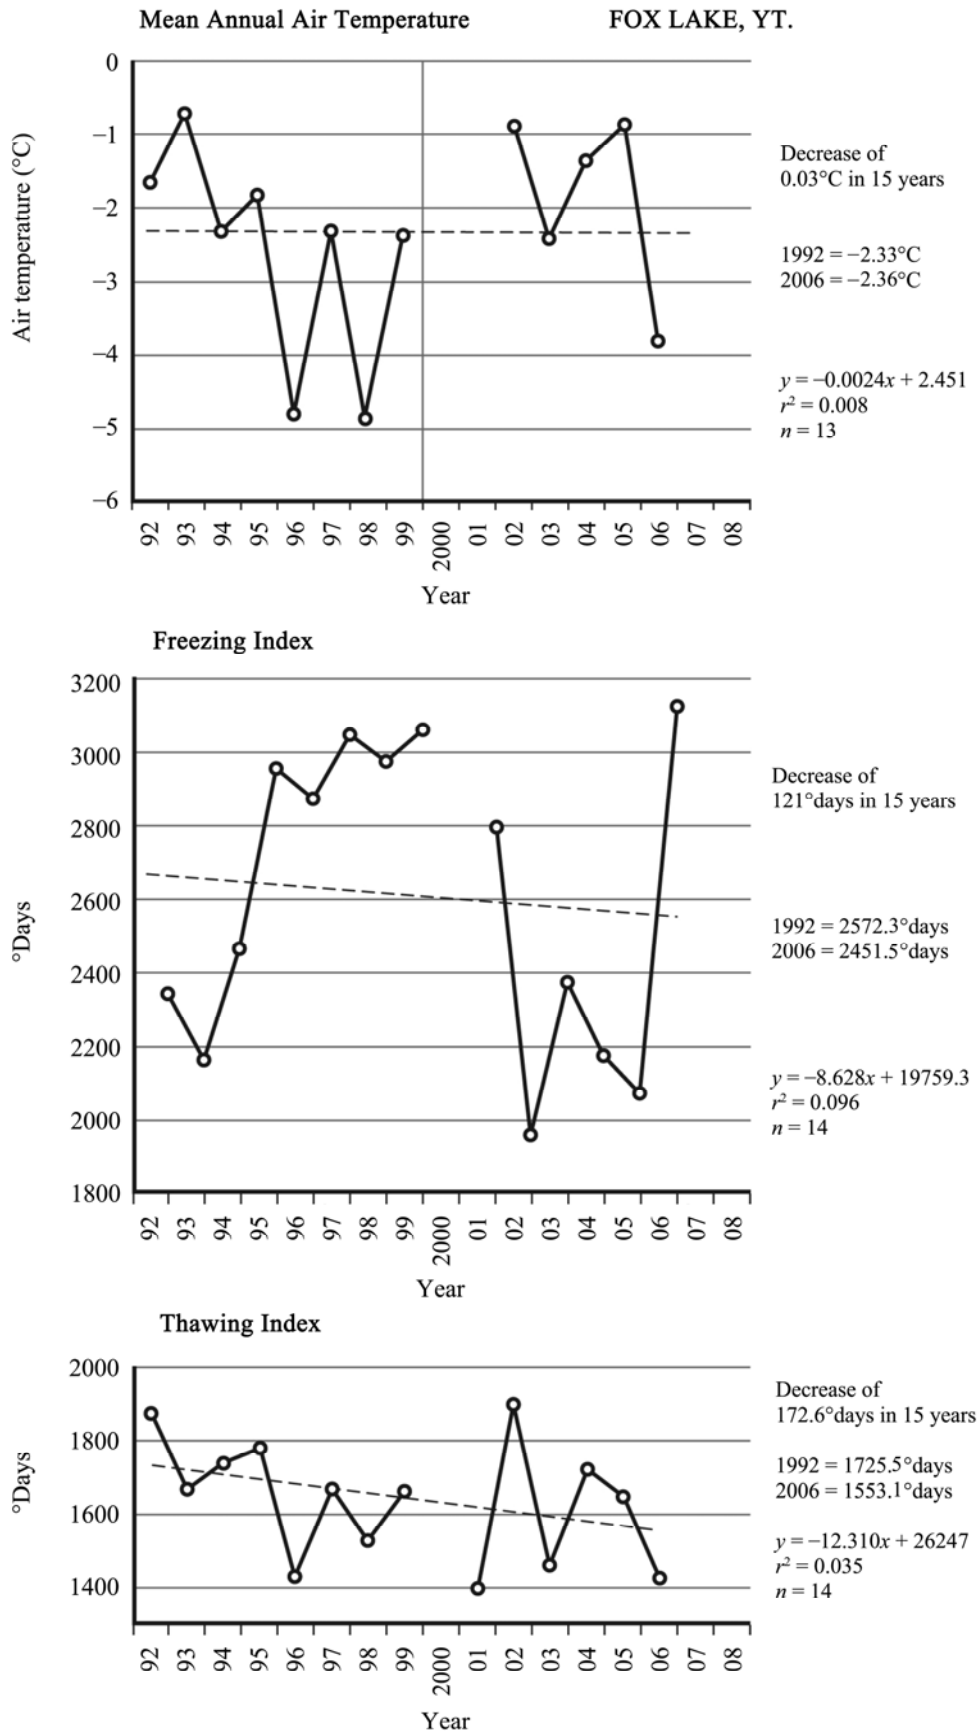 Mean Annual Air Temperature
FOX LAKE, YT.
Air temperature (°C)
0
−1
−2
−3
−4
−5
−6
92 93 94 95 96 97 98 99 2000 01 02 03 04 05 06 07 08
Year
Decrease of
0.03°C in 15 years
1992 = −2.33°C
2006 = −2.36°C
y = −0.0024x + 2.451
r² = 0.008
n = 13
Freezing Index
°Days
3200
3000
2800
2600
2400
2200
2000
1800
92 93 94 95 96 97 98 99 2000 01 02 03 04 05 06 07 08
Year
Decrease of
121°days in 15 years
1992 = 2572.3°days
2006 = 2451.5°days
y = −8.628x + 19759.3
r² = 0.096
n = 14
Thawing Index
°Days
2000
1800
1600
1400
92 93 94 95 96 97 98 99 2000 01 02 03 04 05 06 07 08
Year
Decrease of
172.6°days in 15 years
1992 = 1725.5°days
2006 = 1553.1°days
y = −12.310x + 26247
r² = 0.035
n = 14